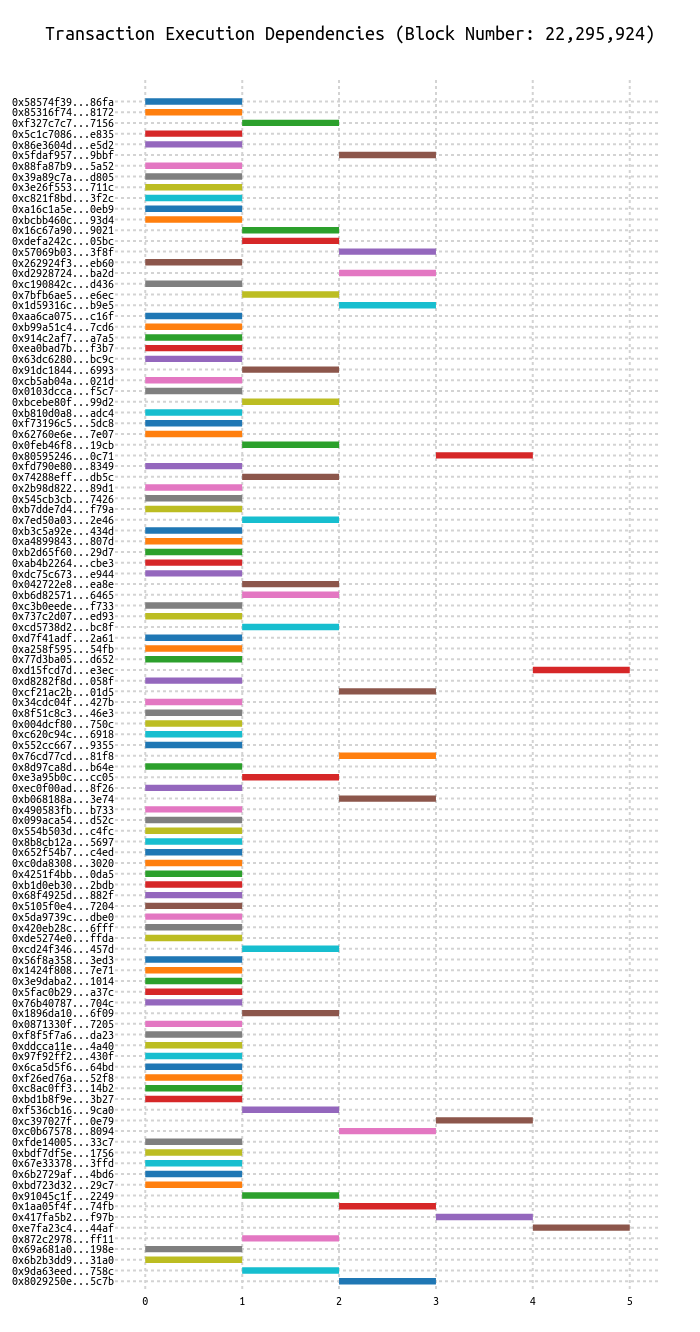 Transaction Execution Dependencies (Block Number: 22,295,924)
0x58574f39...86fa
0x85316f74...8172
0xf327c7c7...7156
0x5c1c7086...e835
0x86e3604d...e5d2
0x5fdaf957...9bbf
0x88fa87b9...5a52
0x39a89c7a...d805
0x3e26f553...711c
0xc821f8bd...3f2c
0xa16c1a5e...0eb9
0xbcbb460c...93d4
0x16c67a90...9021
0xdefa242c...05bc
0x57069b03...3f8f
0x262924f3...eb60
0xd2928724...ba2d
0xc190842c...d436
0x7bfb6ae5...e6ec
0x1d59316c...b9e5
0xaa6ca075...c16f
0xb99a51c4...7cd6
0x914c2af7...a7a5
0xea0bad7b...f3b7
0x63dc6280...bc9c
0x91dc1844...6993
0xcb5ab04a...021d
0x0103dcca...f5c7
0xbcebe80f...99d2
0xb810d0a8...adc4
0xf73196c5...5dc8
0x62760e6e...7e07
0x0feb46f8...19cb
0x80595246...0c71
0xfd790e80...8349
0x74288eff...db5c
0x2b98d822...89d1
0x545cb3cb...7426
0xb7dde7d4...f79a
0x7ed50a03...2e46
0xb3c5a92e...434d
0xa4899843...807d
0xb2d65f60...29d7
0xab4b2264...cbe3
0xdc75c673...e944
0x042722e8...ea8e
0xb6d82571...6465
0xc3b0eede...f733
0x737c2d07...ed93
0xcd5738d2...bc8f
0xd7f41adf...2a61
0xa258f595...54fb
0x77d3ba05...d652
0xd15fcd7d...e3ec
0xd8282f8d...058f
0xcf21ac2b...01d5
0x34cdc04f...427b
0x8f51c8c3...46e3
0x004dcf80...750c
0xc620c94c...6918
0x552cc667...9355
0x76cd77cd...81f8
0x8d97ca8d...b64e
0xe3a95b0c...cc05
0xec0f00ad...8f26
0xb068188a...3e74
0x490583fb...b733
0x099aca54...d52c
0x554b503d...c4fc
0x8b8cb12a...5697
0x652f54b7...c4ed
0xc0da8308...3020
0x4251f4bb...0da5
0xb1d0eb30...2bdb
0x68f4925d...882f
0x5105f0e4...7204
0x5da9739c...dbe0
0x420eb28c...6fff
0xde5274e0...ffda
0xcd24f346...457d
0x56f8a358...3ed3
0x1424f808...7e71
0x3e9daba2...1014
0x5fac0b29...a37c
0x76b40787...704c
0x1896da10...6f09
0x0871330f...7205
0xf8f5f7a6...da23
0xddcca11e...4a40
0x97f92ff2...430f
0x6ca5d5f6...64bd
0xf26ed76a...52f8
0xc8ac0ff3...14b2
0xbd1b8f9e...3b27
0xf536cb16...9ca0
0xc397027f...0e79
0xc0b67578...8094
0xfde14005...33c7
0xbdf7df5e...1756
0x67e33378...3ffd
0x6b2729af...4bd6
0xbd723d32...29c7
0x91045c1f...2249
0x1aa05f4f...74fb
0x417fa5b2...f97b
0xe7fa23c4...44af
0x872c2978...ff11
0x69a681a0...198e
0x6b2b3dd9...31a0
0x9da63eed...758c
0x8029250e...5c7b
0 1 2 3 4 5